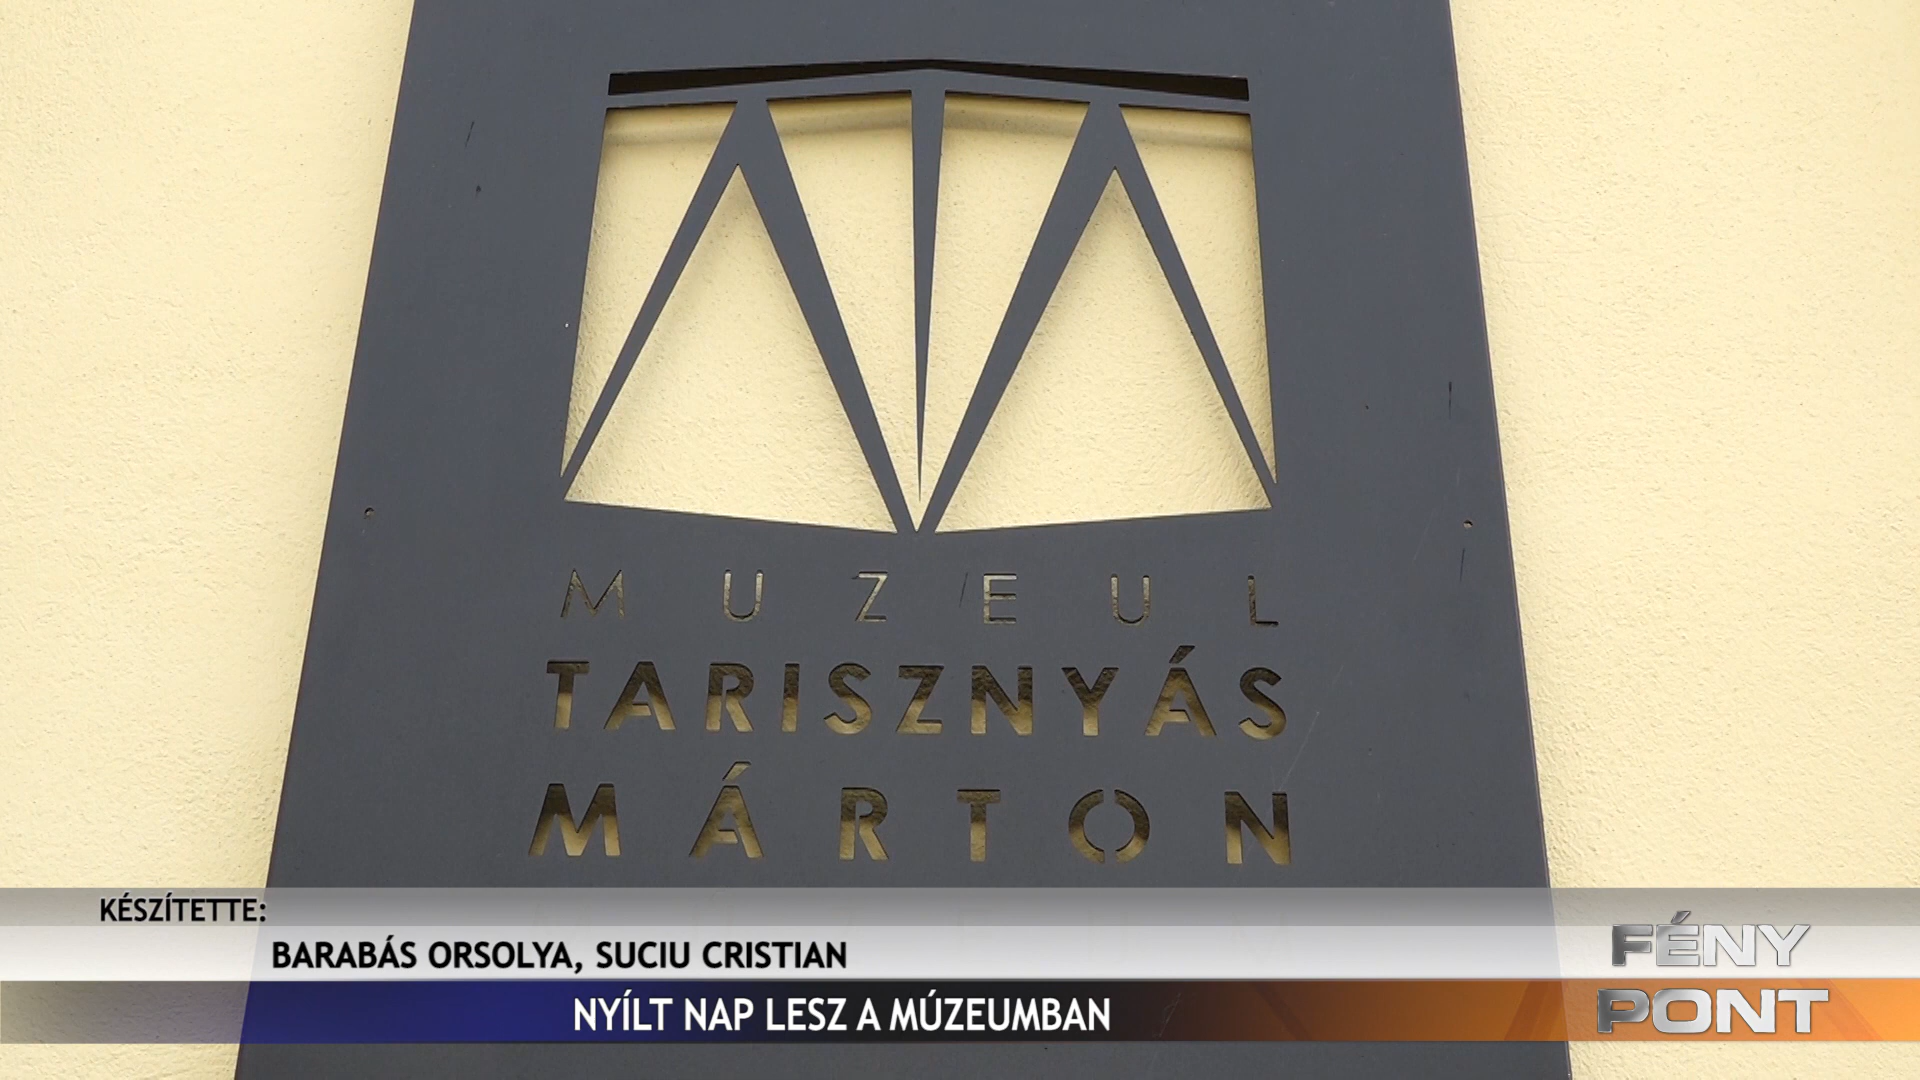 MUZEUL
TARISZNYÁS
MÁRTON
KÉSZÍTETTE:
BARABÁS ORSOLYA, SUCIU CRISTIAN
NYÍLT NAP LESZ A MÚZEUMBAN
FÉNY
PONT